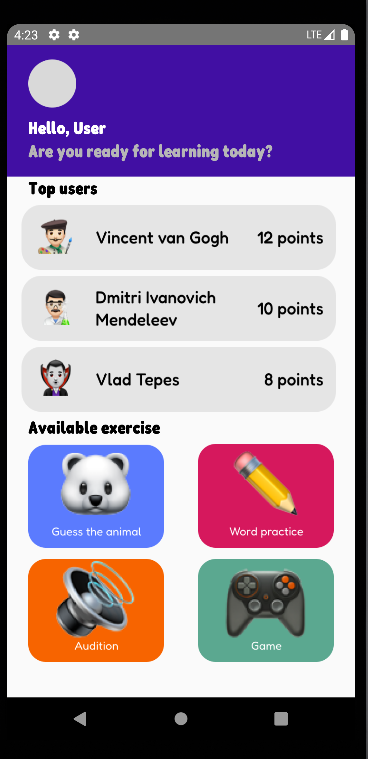 4:23 LTE
Hello, User
Are you ready for learning today?
Top users
Vincent van Gogh 12 points
Dmitri Ivanovich
Mendeleev 10 points
Vlad Tepes 8 points
Available exercise
Guess the animal Word practice
Audition Game